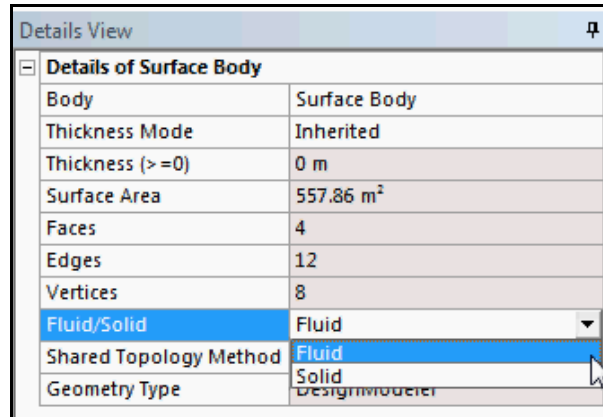 Details View
Details of Surface Body
Body Surface Body
Thickness Mode Inherited
Thickness (>=0) 0 m
Surface Area 557.86 m²
Faces 4
Edges 12
Vertices 8
Fluid/Solid Fluid
Shared Topology Method Fluid
Solid
Geometry Type DesignModeler